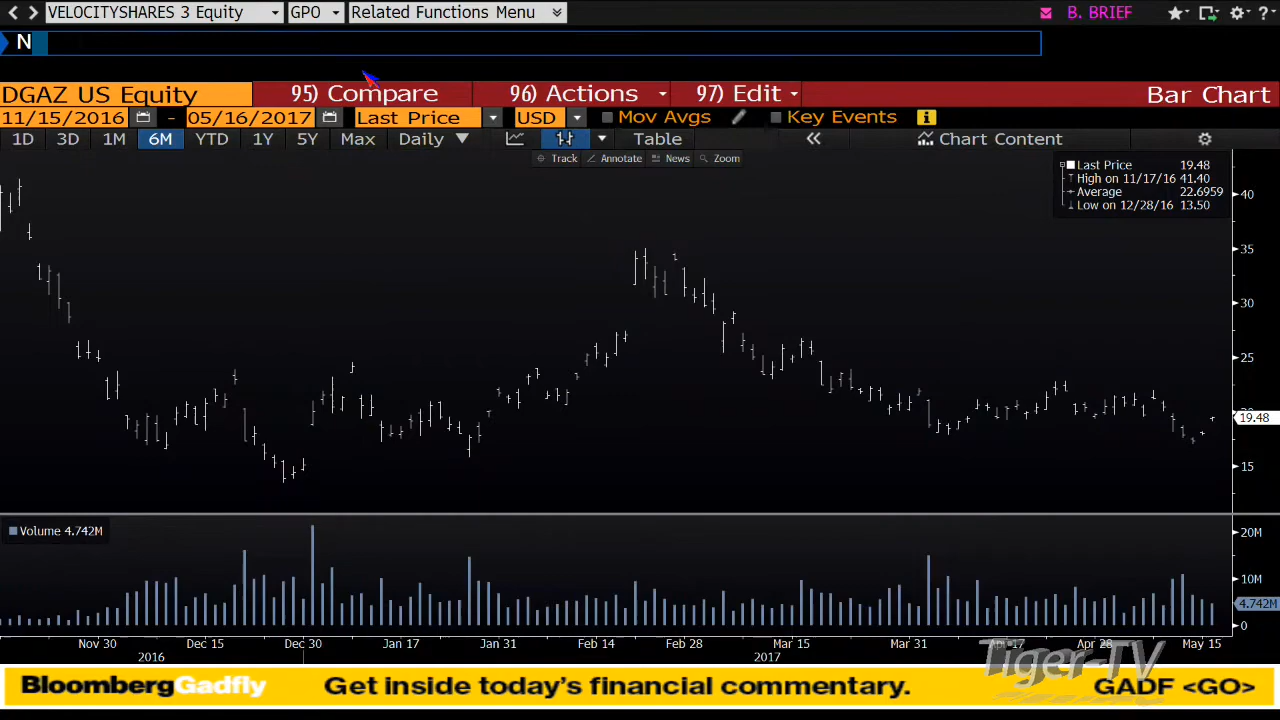 VELOCITYSHARES 3 Equity GPO Related Functions Menu B. BRIEF ?
N
DGAZ US Equity 95) Compare 96) Actions 97) Edit Bar Chart
11/15/2016 - 05/16/2017 Last Price USD Mov Avgs Key Events i
1D 3D 1M 6M YTD 1Y 5Y Max Daily Table Chart Content
Track Annotate News Zoom
Last Price 19.48
High on 11/17/16 41.40
Average 22.6959
Low on 12/28/16 13.50
40
35
30
25
20
19.48
15
Volume 4.742M
20M
10M
4.742M
0
Nov 30 Dec 15 Dec 30 Jan 17 Jan 31 Feb 14 Feb 28 Mar 15 Mar 31 Apr 17 Apr 28 May 15
2016 2017
Tiger-TV
BloombergGadfly Get inside today's financial commentary. GADF <GO>